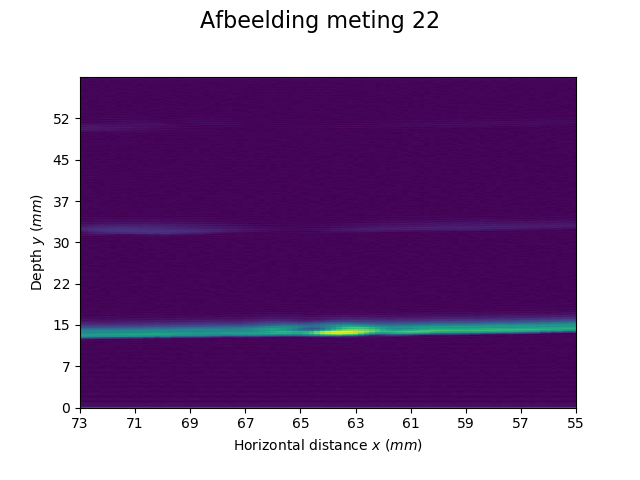 Afbeelding meting 22
Depth y (mm)
52
45
37
30
22
15
7
0
73 71 69 67 65 63 61 59 57 55
Horizontal distance x (mm)